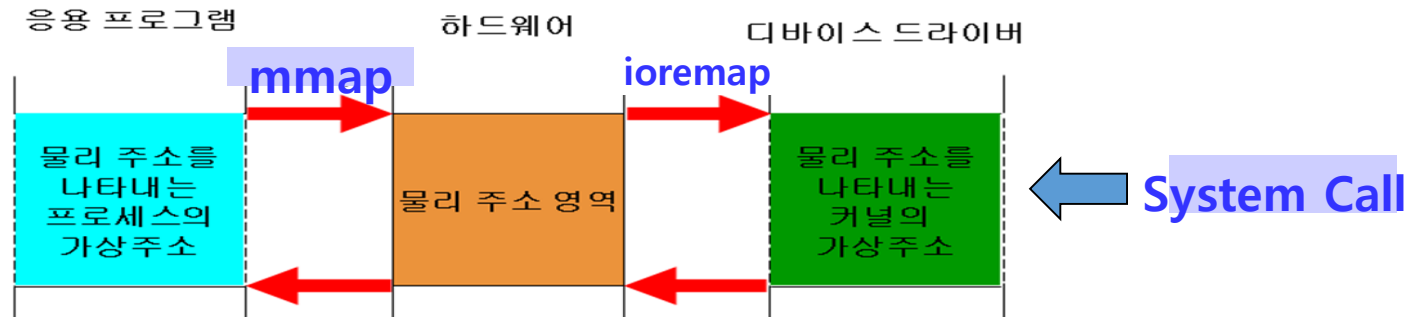 응용 프로그램
하드웨어
디바이스 드라이버
mmap
ioremap
물리 주소를
나타내는
프로세스의
가상주소
물리 주소 영역
물리 주소를
나타내는
커널의
가상주소
System Call